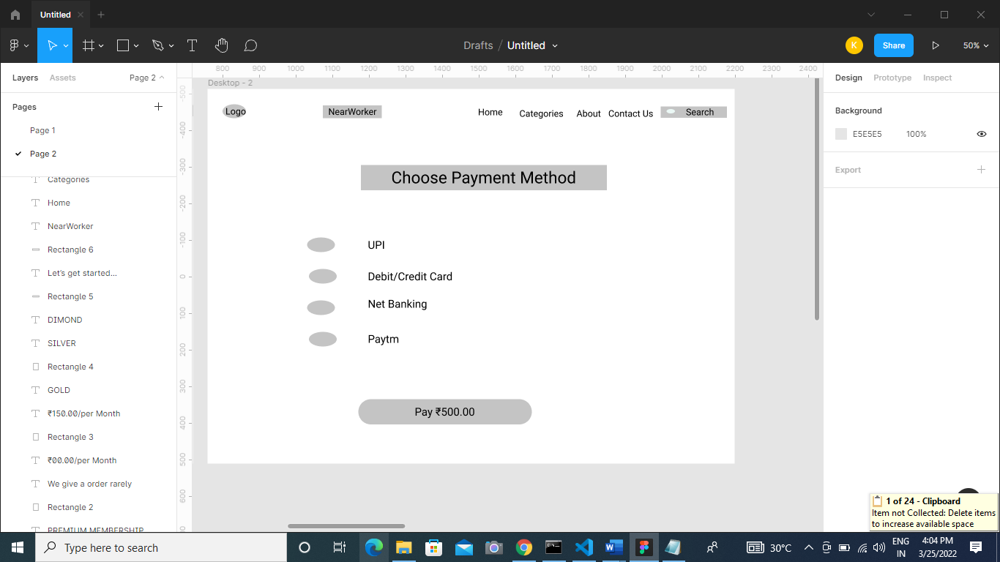 Untitled
Drafts / Untitled
K
Share
50%
Layers Assets Page 2
Pages
Page 1
Page 2
Categories
Home
NearWorker
Rectangle 6
Let's get started...
Rectangle 5
DIMOND
SILVER
Rectangle 4
GOLD
₹150.00/per Month
Rectangle 3
₹00.00/per Month
We give a order rarely
Rectangle 2
PREMIUM MEMBERSHIP
800 900 1000 1100 1200 1300 1400 1500 1600 1700 1800 1900 2000 2100 2200 2300 2400
-500
-400
-300
-200
-100
0
100
200
300
400
500
600
Desktop - 2
Logo NearWorker Home Categories About Contact Us Search
Choose Payment Method
UPI
Debit/Credit Card
Net Banking
Paytm
Pay ₹500.00
Design Prototype Inspect
Background
E5E5E5 100%
Export
1 of 24 - Clipboard
Item not Collected: Delete items
to increase available space
Type here to search
30°C
ENG
IN
4:04 PM
3/25/2022